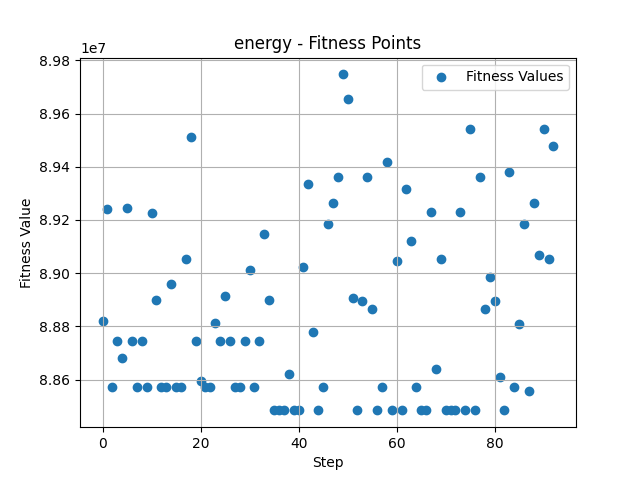 energy - Fitness Points
1e7
Fitness Values
8.98
8.96
8.94
8.92
8.90
8.88
8.86
Fitness Value
0 20 40 60 80
Step